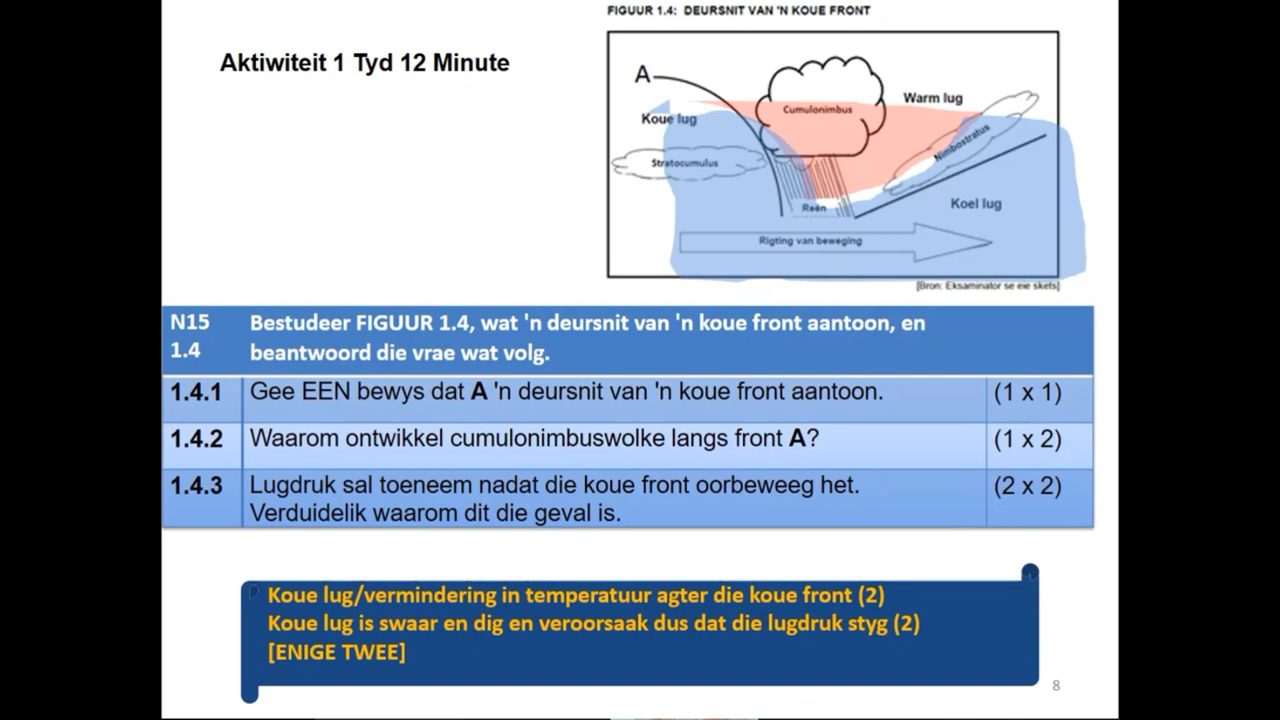 FIGUUR 1.4: DEURSNIT VAN 'N KOUE FRONT
Aktiwiteit 1 Tyd 12 Minute
A
Cumulonimbus
Warm lug
Koue lug
Stratocumulus
Nimbostratus
Reën
Koel lug
Rigting van beweging
[Bron: Eksaminator se eie skets]
N15 Bestudeer FIGUUR 1.4, wat 'n deursnit van 'n koue front aantoon, en
1.4 beantwoord die vrae wat volg.
1.4.1 Gee EEN bewys dat A 'n deursnit van 'n koue front aantoon. (1 x 1)
1.4.2 Waarom ontwikkel cumulonimbuswolke langs front A? (1 x 2)
1.4.3 Lugdruk sal toeneem nadat die koue front oorbeweeg het. (2 x 2)
Verduidelik waarom dit die geval is.
Koue lug/vermindering in temperatuur agter die koue front (2)
Koue lug is swaar en dig en veroorsaak dus dat die lugdruk styg (2)
[ENIGE TWEE]
8